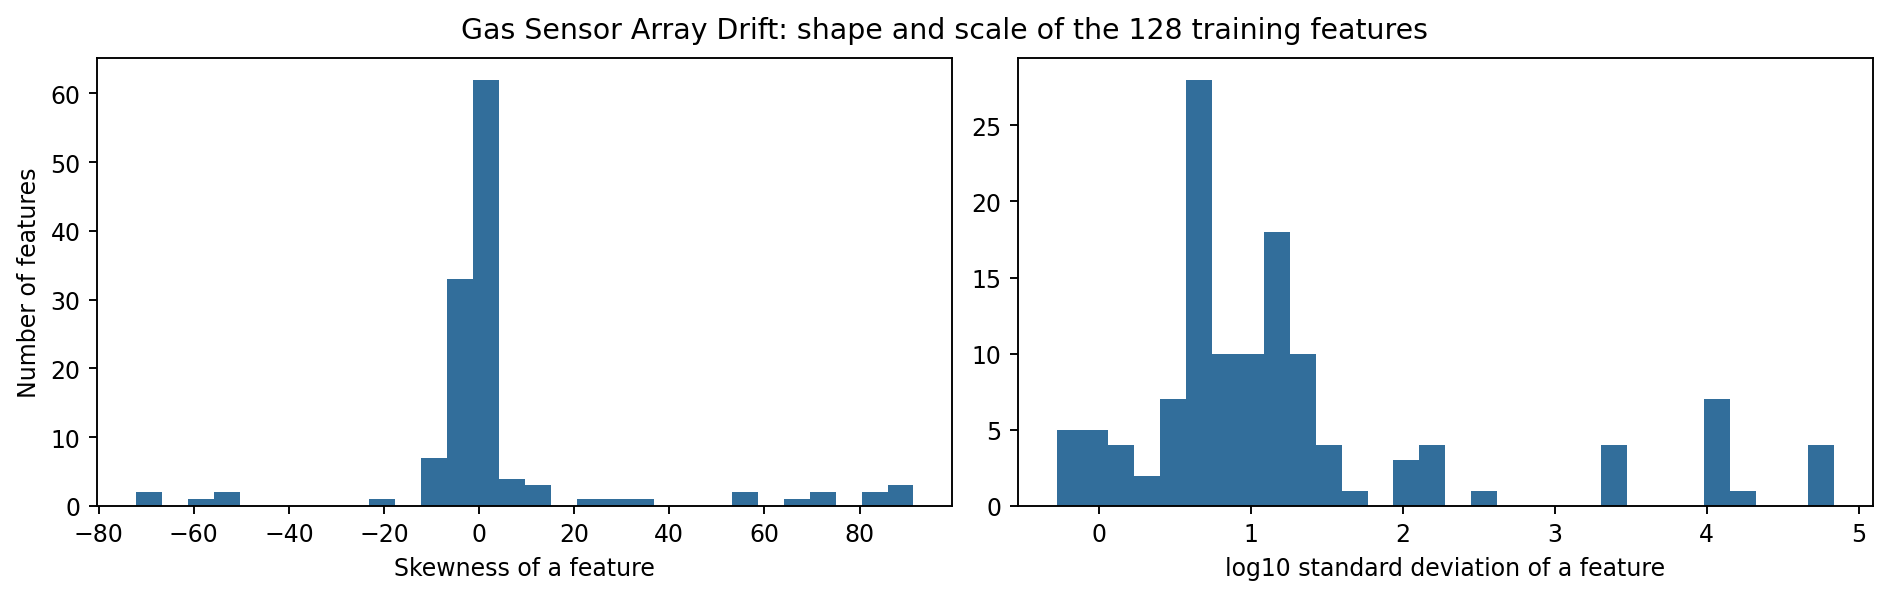 Gas Sensor Array Drift: shape and scale of the 128 training features
Number of features
60
50
40
30
20
10
0
−80 −60 −40 −20 0 20 40 60 80
Skewness of a feature
25
20
15
10
5
0
0 1 2 3 4 5
log10 standard deviation of a feature